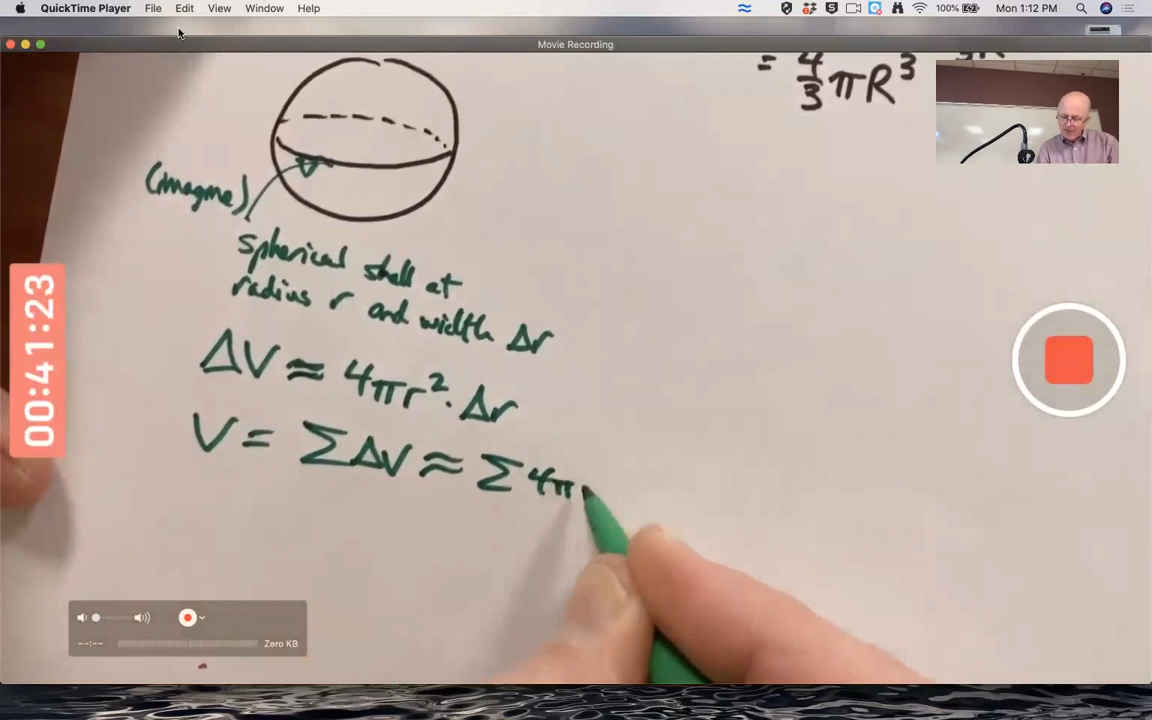 QuickTime Player File Edit View Window Help 100% Mon 1:12 PM
Movie Recording
= 4/3 πR³
(imagine)
spherical shell at
radius r and width Δr
ΔV ≈ 4πr² · Δr
V = ΣΔV ≈ Σ 4π
00:41:23
--:-- Zero KB